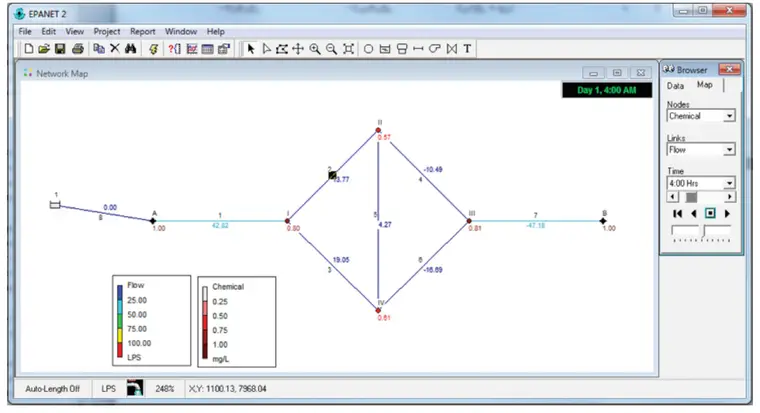 EPANET 2
File Edit View Project Report Window Help
?{} T
Network Map
Day 1, 4:00 AM
Browser
Data Map
Nodes
Chemical
Links
Flow
Time
4:00 Hrs
II
0.57
2
13.77
-10.49
4
1
0.00
8
A
1.00
1
42.82
I
0.80
5
4.27
III
0.81
7
-47.18
B
1.00
19.05
3
6
-16.69
IV
0.61
Flow
25.00
50.00
75.00
100.00
LPS
Chemical
0.25
0.50
0.75
1.00
mg/L
Auto-Length Off LPS 248% X,Y: 1100.13, 7968.04